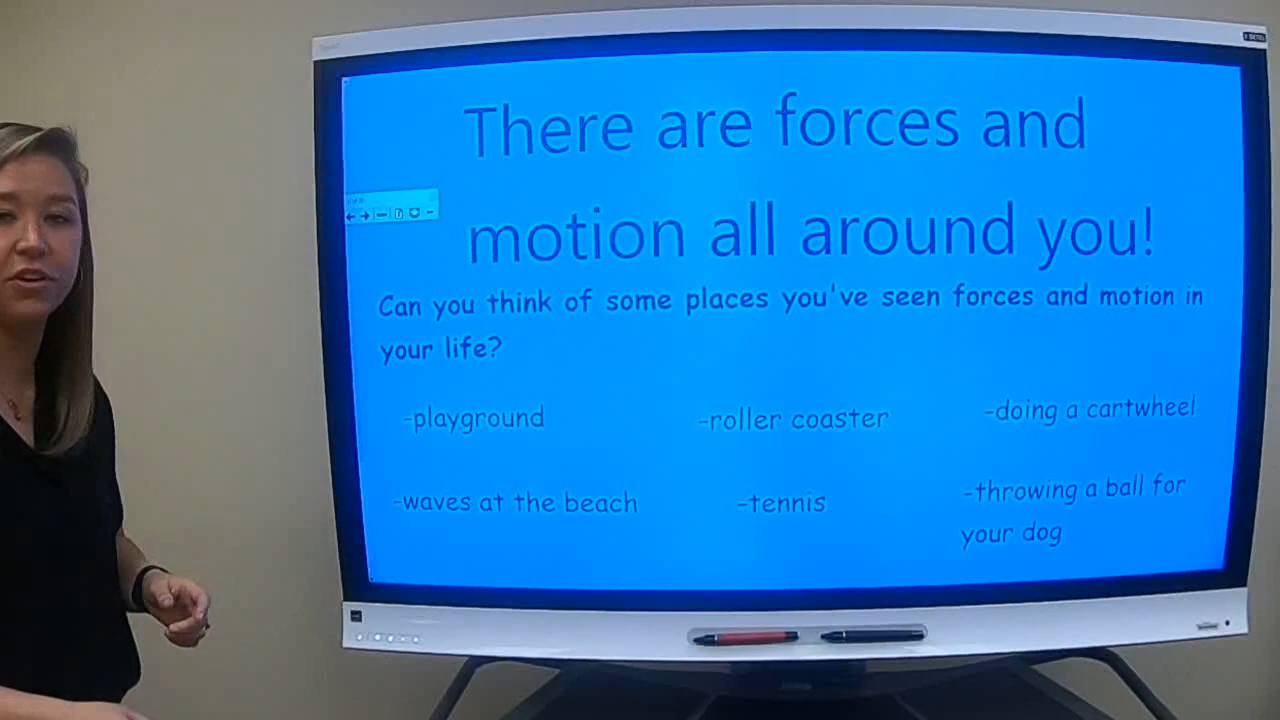 There are forces and
motion all around you!
Can you think of some places you've seen forces and motion in
your life?
-playground -roller coaster -doing a cartwheel
-waves at the beach -tennis -throwing a ball for
your dog